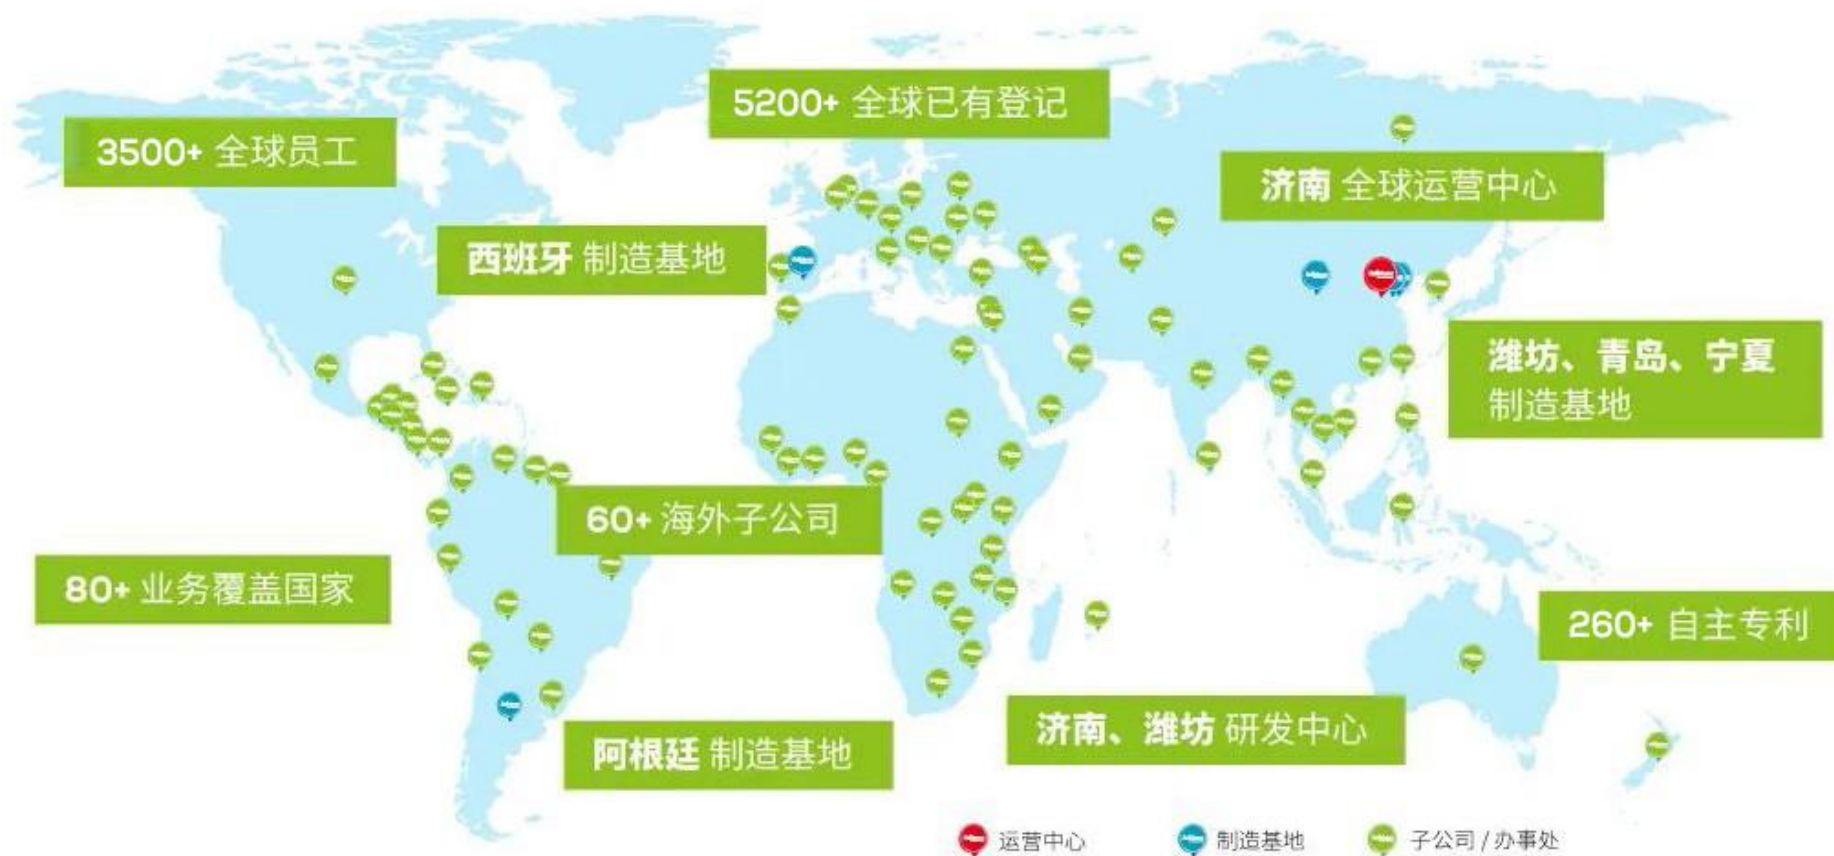 5200+ 全球已有登记
3500+ 全球员工
济南 全球运营中心
西班牙 制造基地
潍坊、青岛、宁夏
制造基地
60+ 海外子公司
80+ 业务覆盖国家
260+ 自主专利
济南、潍坊 研发中心
阿根廷 制造基地
运营中心
制造基地
子公司 / 办事处